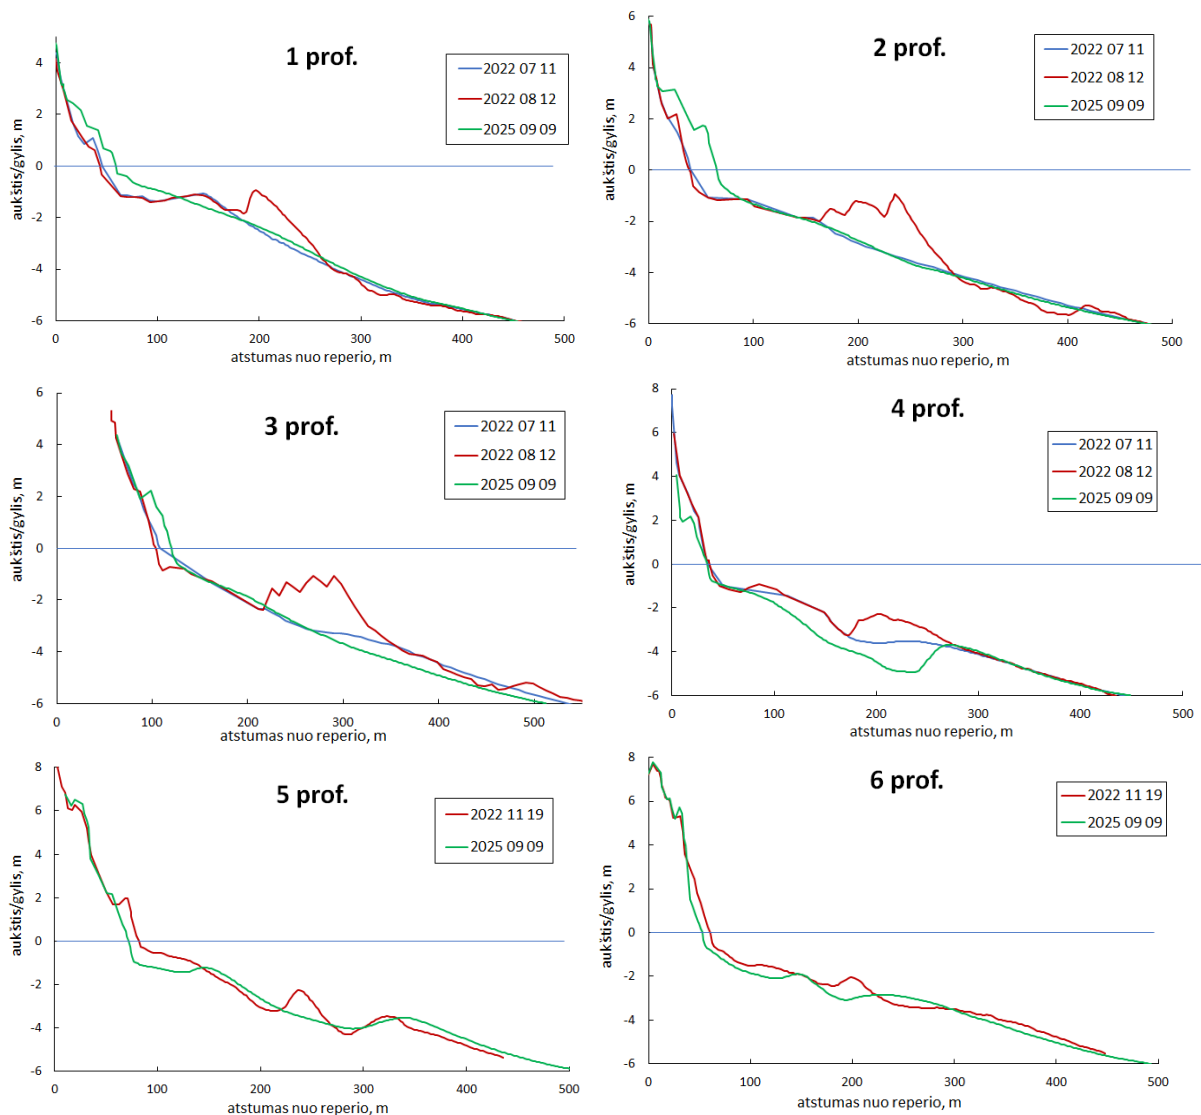 1 prof.
2022 07 11
2022 08 12
2025 09 09
aukštis/gylis, m
4
2
0
-2
-4
-6
0
100
200
300
400
500
atstumas nuo reperio, m
2 prof.
2022 07 11
2022 08 12
2025 09 09
aukštis/gylis, m
6
4
2
0
-2
-4
-6
0
100
200
300
400
500
atstumas nuo reperio, m
3 prof.
2022 07 11
2022 08 12
2025 09 09
aukštis/gylis, m
6
4
2
0
-2
-4
-6
0
100
200
300
400
500
atstumas nuo reperio, m
4 prof.
2022 07 11
2022 08 12
2025 09 09
aukštis/gylis, m
8
6
4
2
0
-2
-4
-6
0
100
200
300
400
500
atstumas nuo reperio, m
5 prof.
2022 11 19
2025 09 09
aukštis/gylis, m
8
6
4
2
0
-2
-4
-6
0
100
200
300
400
500
atstumas nuo reperio, m
6 prof.
2022 11 19
2025 09 09
aukštis/gylis, m
8
6
4
2
0
-2
-4
-6
0
100
200
300
400
500
atstumas nuo reperio, m